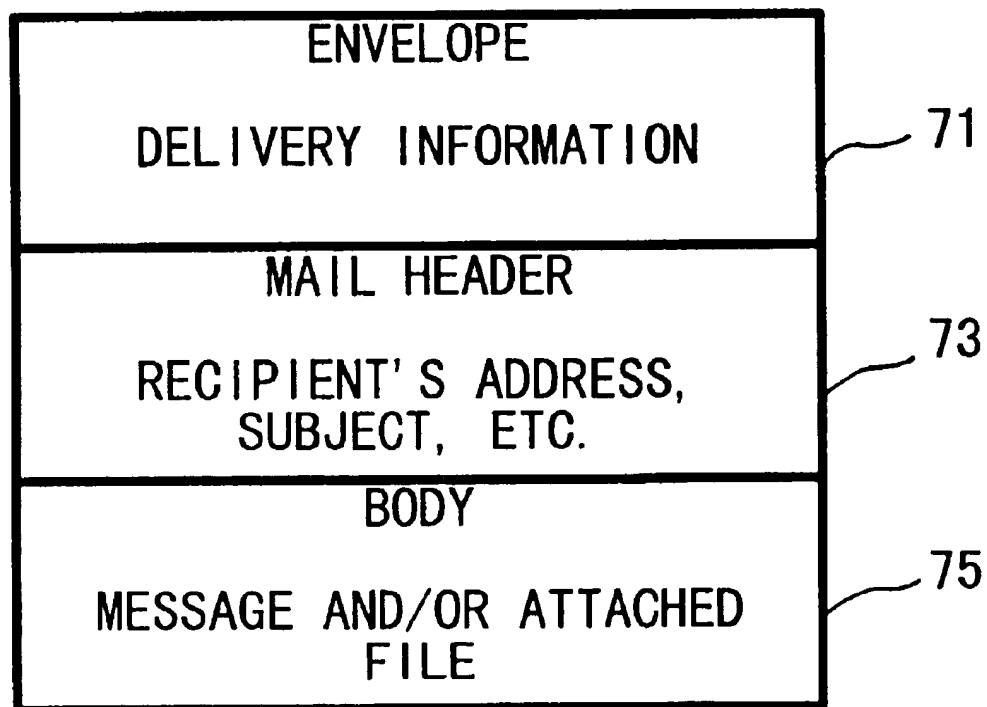 ENVELOPE
DELIVERY INFORMATION
71
MAIL HEADER
RECIPIENT'S ADDRESS,
SUBJECT, ETC.
73
BODY
MESSAGE AND/OR ATTACHED
FILE
75